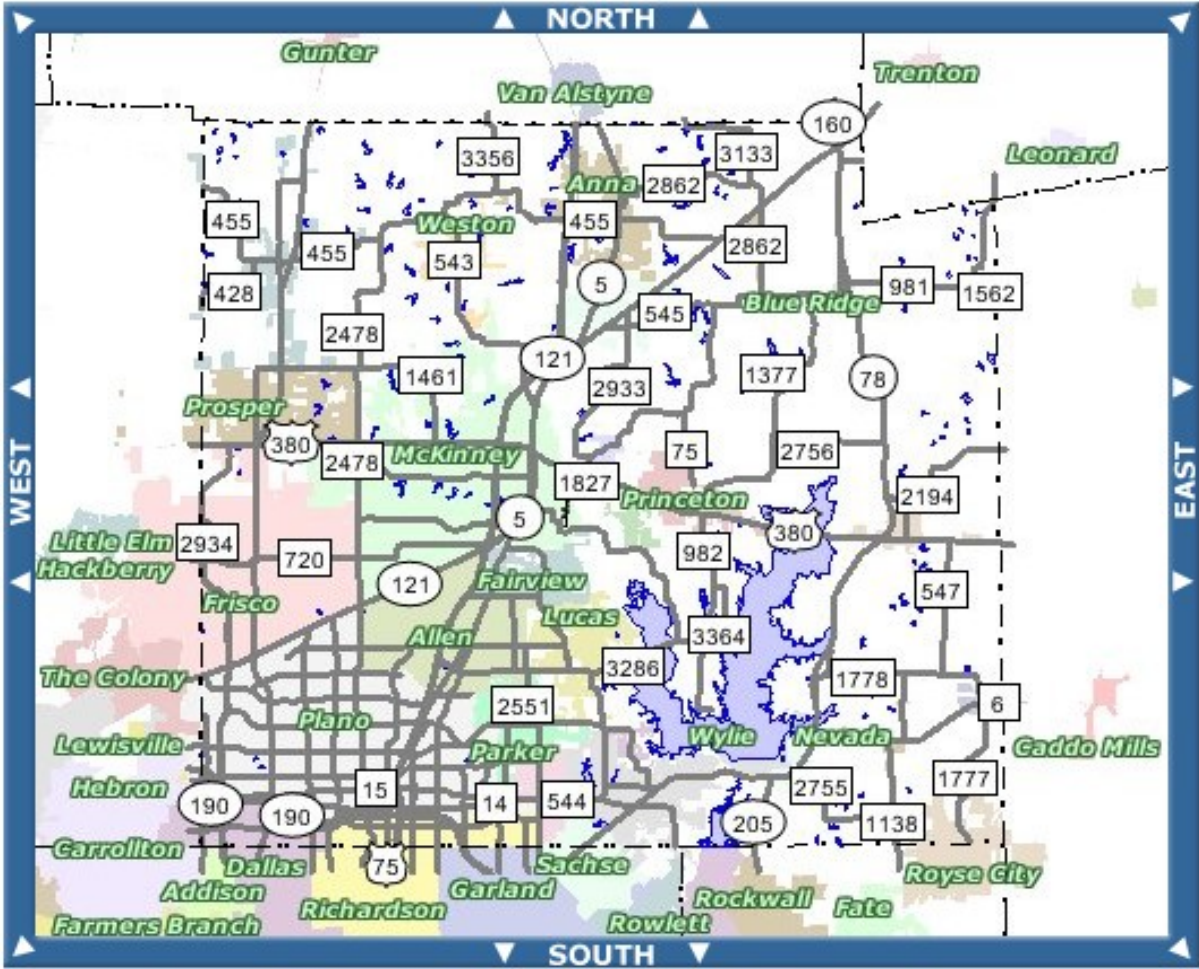 NORTH
Gunter
Trenton
Van Alstyne
160
3356
3133
Leonard
Anna
2862
455
Weston
455
455
543
2862
5
428
981
1562
Blue Ridge
545
2478
121
1461
2933
1377
78
Prosper
380
McKinney
2478
75
2756
1827
Princeton
2194
WEST
EAST
5
380
Little Elm
2934
720
982
Hackberry
121
Fairview
547
Frisco
Lucas
Allen
3364
3286
The Colony
1778
2551
6
Plano
Lewisville
Parker
Wylie
Nevada
Caddo Mills
Hebron
15
2755
1777
190
190
14
544
205
1138
Carrollton
Dallas
75
Sachse
Addison
Garland
Royse City
Richardson
Rockwall
Fate
Farmers Branch
Rowlett
SOUTH